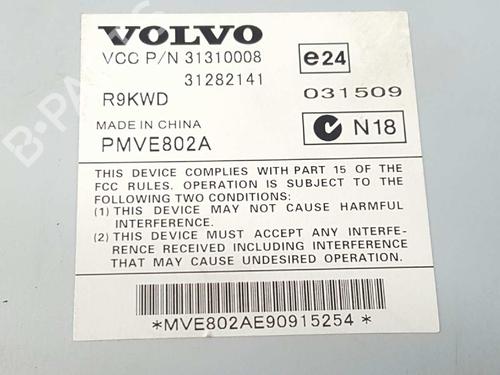 VOLVO
VCC P/N 31310008
31282141
e24
R9KWD
031509
MADE IN CHINA
PMVE802A
N18
THIS DEVICE COMPLIES WITH PART 15 OF THE
FCC RULES. OPERATION IS SUBJECT TO THE
FOLLOWING TWO CONDITIONS:
(1) THIS DEVICE MAY NOT CAUSE HARMFUL
INTERFERENCE.
(2) THIS DEVICE MUST ACCEPT ANY INTERFE-
RENCE RECEIVED INCLUDING INTERFERENCE
THAT MAY CAUSE UNDESIRED OPERATION.
*MVE802AE90915254*
B-PARTS